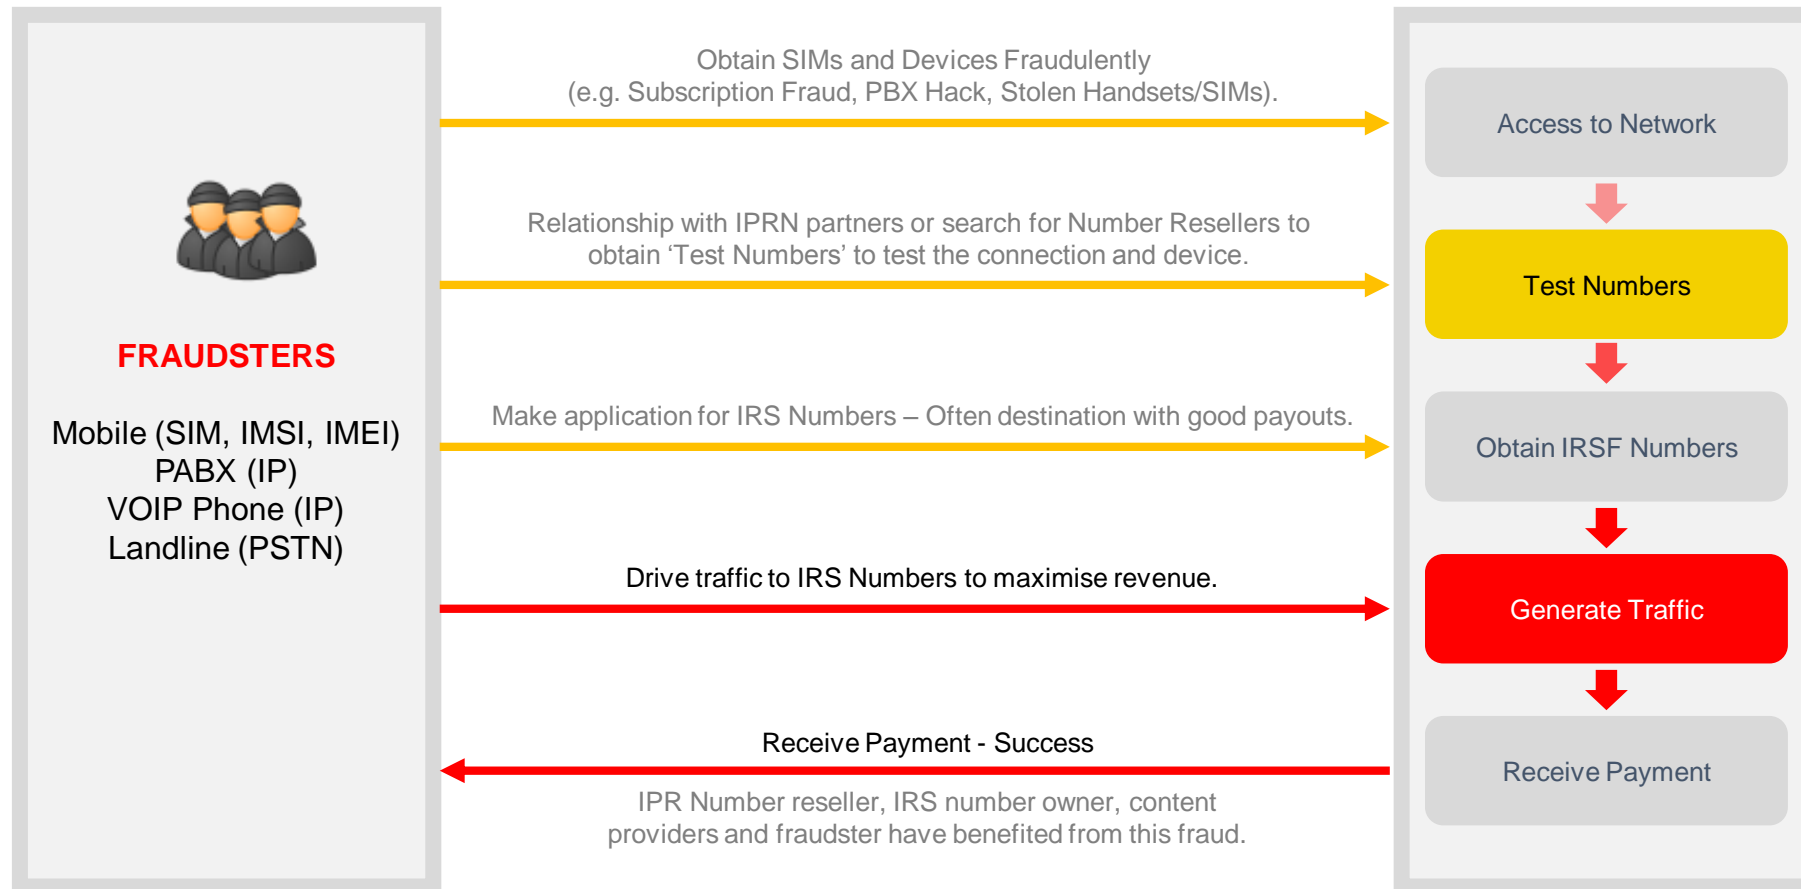 FRAUDSTERS
Mobile (SIM, IMSI, IMEI)
PABX (IP)
VOIP Phone (IP)
Landline (PSTN)
Obtain SIMs and Devices Fraudulently
(e.g. Subscription Fraud, PBX Hack, Stolen Handsets/SIMs).
Relationship with IPRN partners or search for Number Resellers to
obtain ‘Test Numbers’ to test the connection and device.
Make application for IRS Numbers – Often destination with good payouts.
Drive traffic to IRS Numbers to maximise revenue.
Receive Payment - Success
IPR Number reseller, IRS number owner, content
providers and fraudster have benefited from this fraud.
Access to Network
Test Numbers
Obtain IRSF Numbers
Generate Traffic
Receive Payment